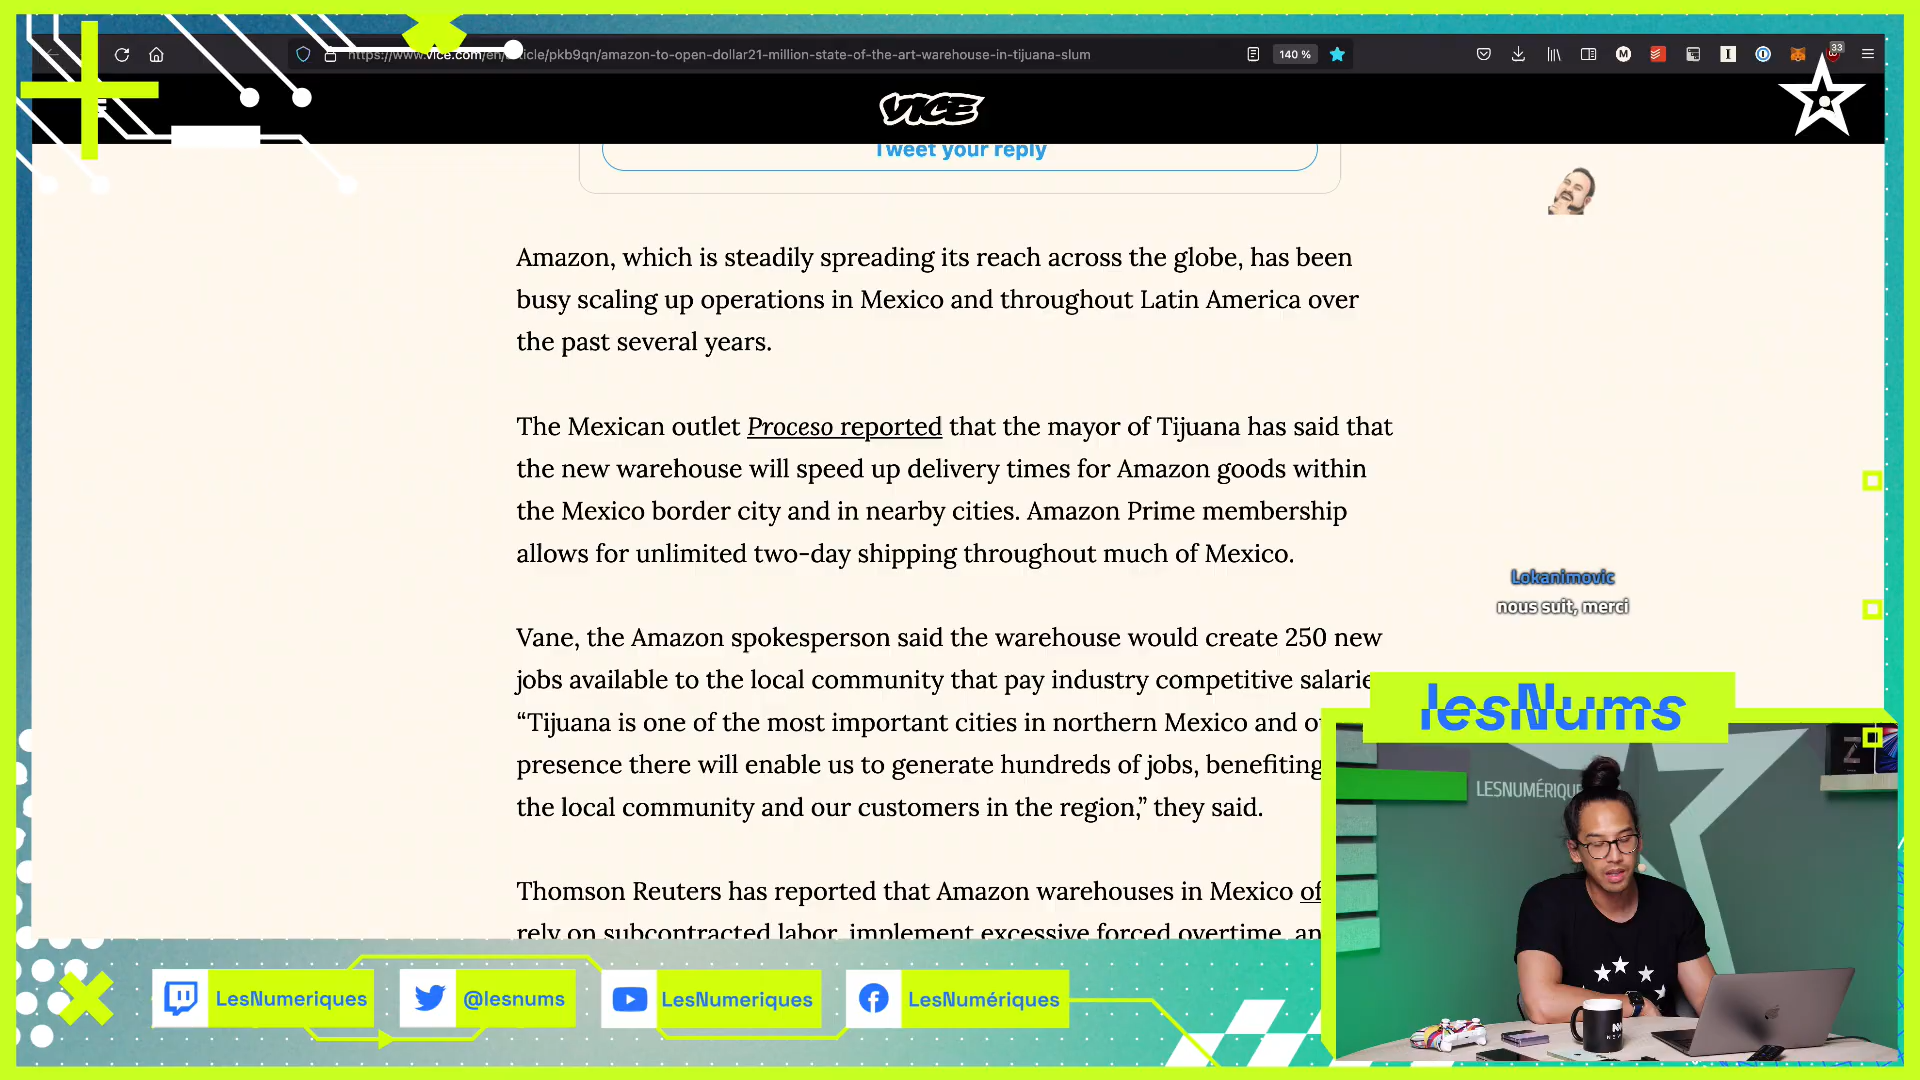 https://www.vice.com/en/article/pkb9qn/amazon-to-open-dollar21-million-state-of-the-art-warehouse-in-tijuana-slum
140 %
33
VICE
Tweet your reply
Amazon, which is steadily spreading its reach across the globe, has been
busy scaling up operations in Mexico and throughout Latin America over
the past several years.
The Mexican outlet Proceso reported that the mayor of Tijuana has said that
the new warehouse will speed up delivery times for Amazon goods within
the Mexico border city and in nearby cities. Amazon Prime membership
allows for unlimited two-day shipping throughout much of Mexico.
Lokanimovic
nous suit, merci
Vane, the Amazon spokesperson said the warehouse would create 250 new
jobs available to the local community that pay industry competitive salarie
“Tijuana is one of the most important cities in northern Mexico and ou
presence there will enable us to generate hundreds of jobs, benefiting
the local community and our customers in the region,” they said.
Thomson Reuters has reported that Amazon warehouses in Mexico of
rely on subcontracted labor, implement excessive forced overtime, an
lesNums
LESNUMÉRIQUE
LesNumeriques
@lesnums
LesNumeriques
LesNumériques